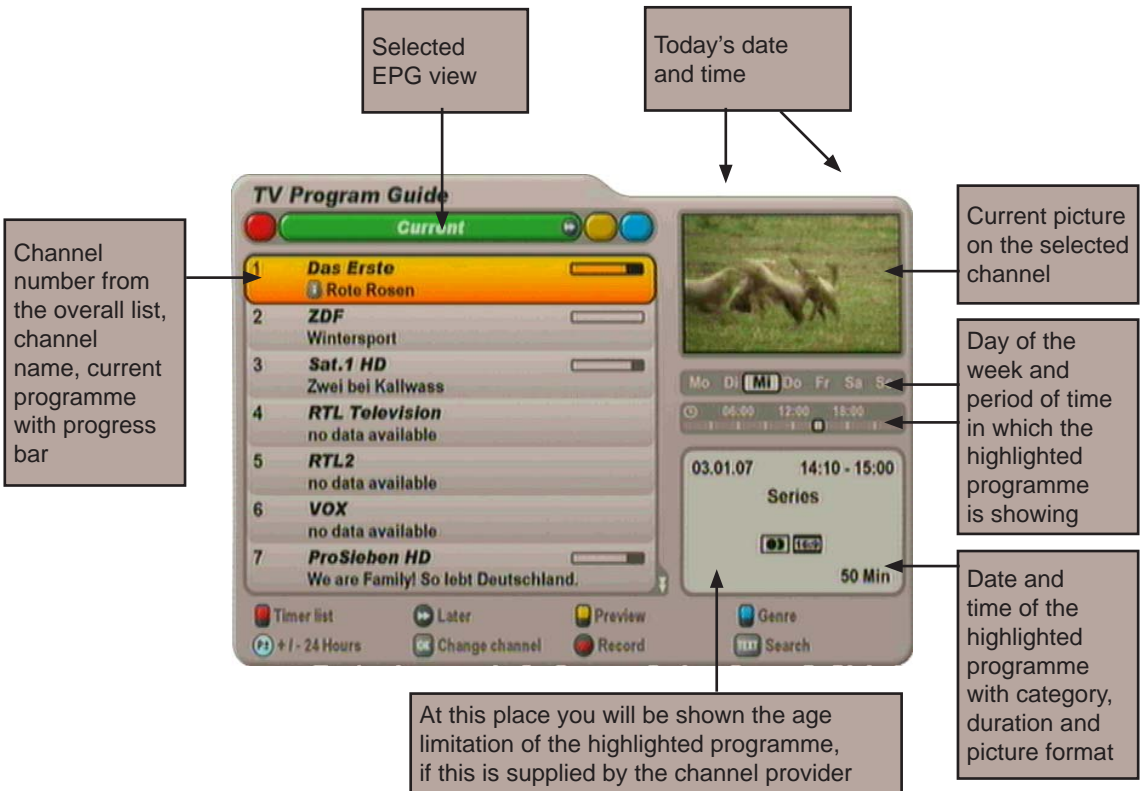 Selected
EPG view
Today's date
and time
Channel
number from
the overall list,
channel
name, current
programme
with progress
bar
TV Program Guide
Current
1 Das Erste
Rote Rosen
2 ZDF
Wintersport
3 Sat.1 HD
Zwei bei Kallwass
4 RTL Television
no data available
5 RTL2
no data available
6 VOX
no data available
7 ProSieben HD
We are Family! So lebt Deutschland.
Mo Di Mi Do Fr Sa
06:00 12:00 18:00
03.01.07 14:10 - 15:00
Series
16:9
50 Min
Timer list Later Preview Genre
+ / - 24 Hours OK Change channel Record TEXT Search
Current picture
on the selected
channel
Day of the
week and
period of time
in which the
highlighted
programme
is showing
Date and
time of the
highlighted
programme
with category,
duration and
picture format
At this place you will be shown the age
limitation of the highlighted programme,
if this is supplied by the channel provider